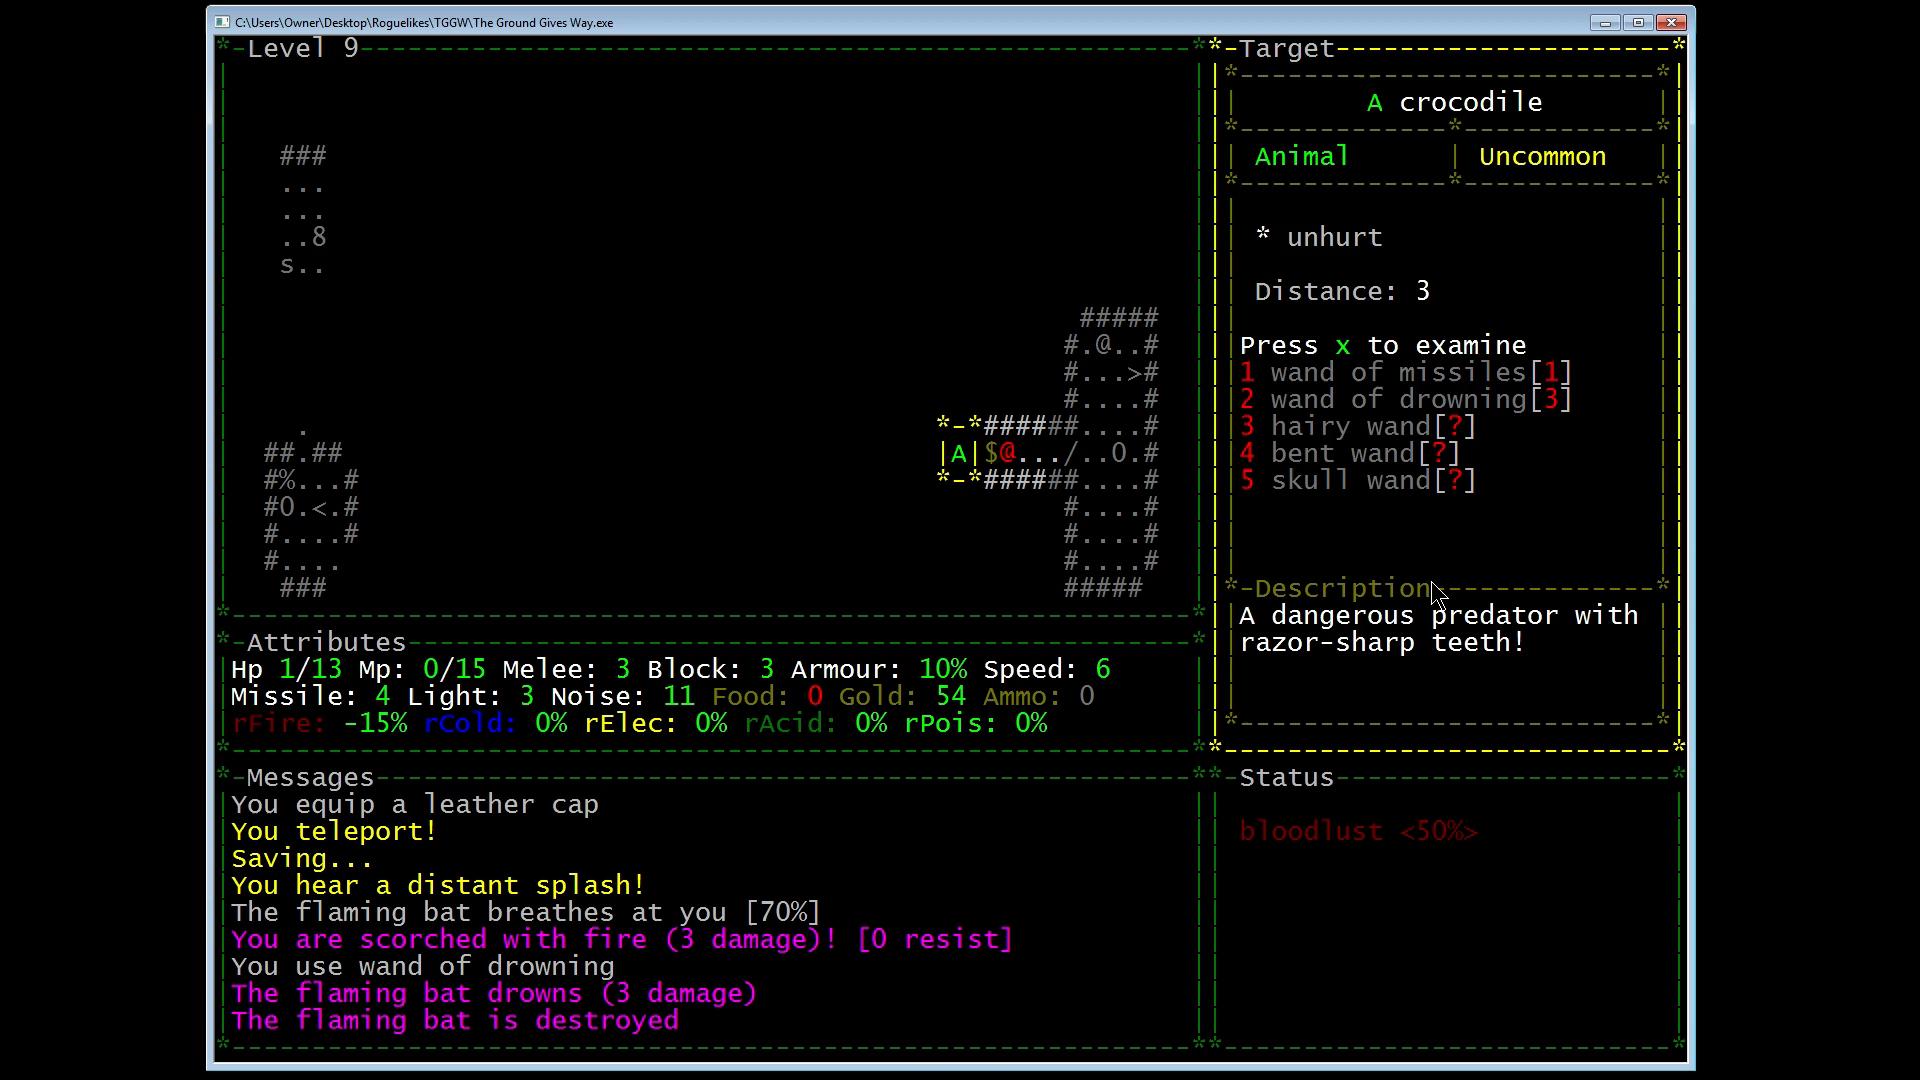 C:\Users\Owner\Desktop\Roguelikes\TGGW\The Ground Gives Way.exe
Level 9
###
...
...
..8
s..
#####
#.@..#
#...>#
#....#
*-*######....#
|A|$@.../..O.#
*-*######....#
#....#
#....#
#....#
#####
.
##.##
#%...#
#O.<.#
#....#
#....
###
Target
A crocodile
Animal | Uncommon
* unhurt
Distance: 3
Press x to examine
1 wand of missiles[1]
2 wand of drowning[3]
3 hairy wand[?]
4 bent wand[?]
5 skull wand[?]
Description
A dangerous predator with
razor-sharp teeth!
Attributes
Hp 1/13 Mp: 0/15 Melee: 3 Block: 3 Armour: 10% Speed: 6
Missile: 4 Light: 3 Noise: 11 Food: 0 Gold: 54 Ammo: 0
rFire: -15% rCold: 0% rElec: 0% rAcid: 0% rPois: 0%
Messages
You equip a leather cap
You teleport!
Saving...
You hear a distant splash!
The flaming bat breathes at you [70%]
You are scorched with fire (3 damage)! [0 resist]
You use wand of drowning
The flaming bat drowns (3 damage)
The flaming bat is destroyed
Status
bloodlust <50%>